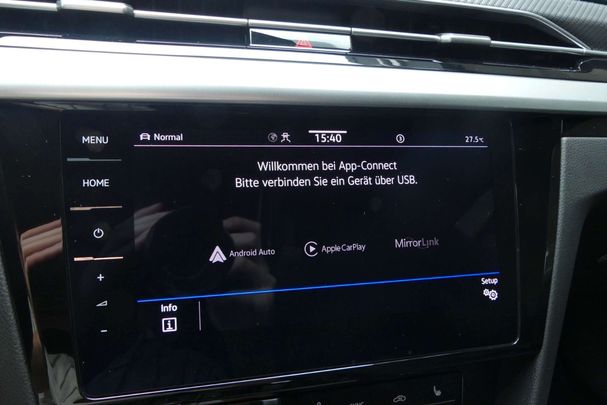 MENU
Normal
15:40
27.5°C
HOME
Willkommen bei App-Connect
Bitte verbinden Sie ein Gerät über USB.
Android Auto
Apple CarPlay
MirrorLink
+
-
Info
Setup